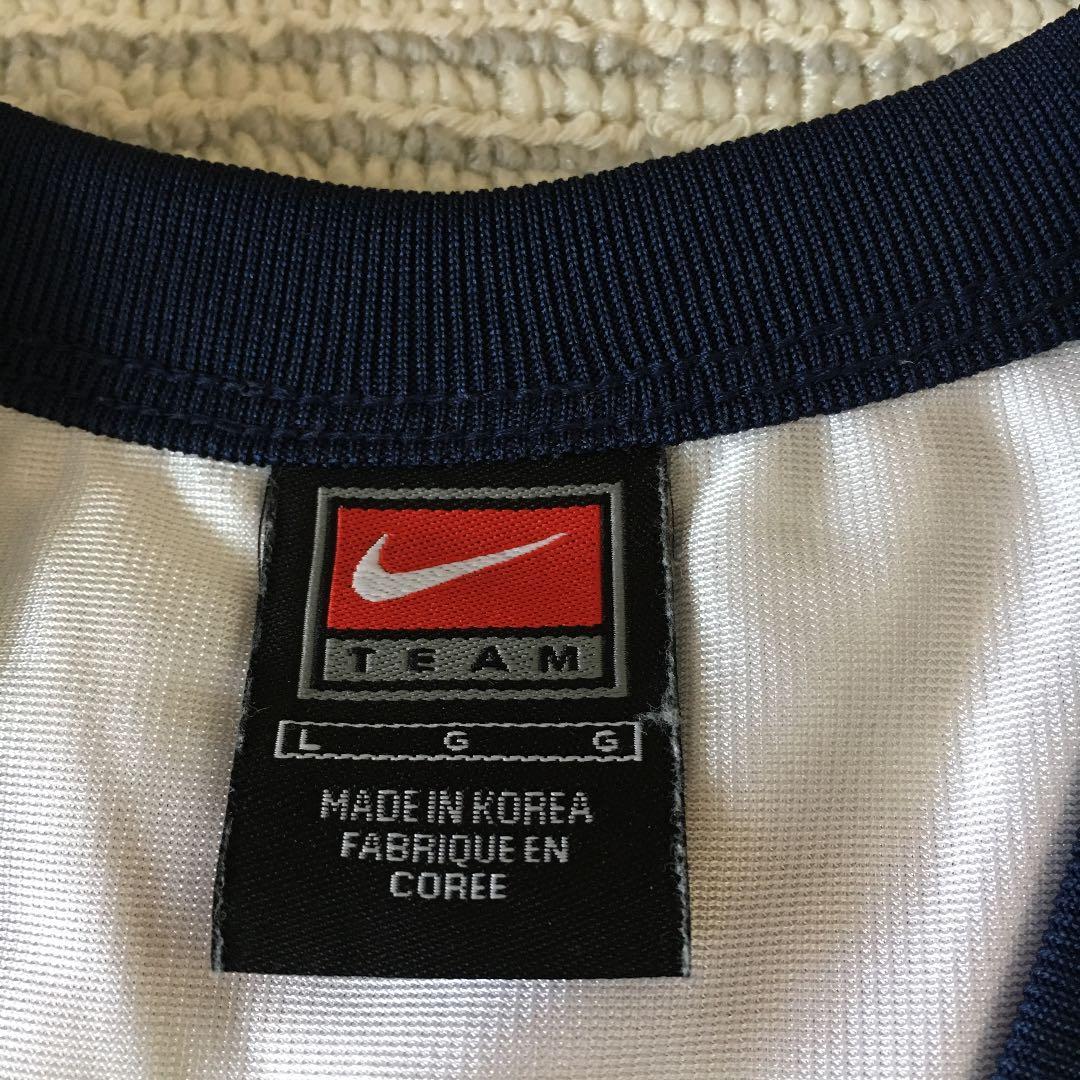 TEAM
L G G
MADE IN KOREA
FABRIQUE EN
COREE